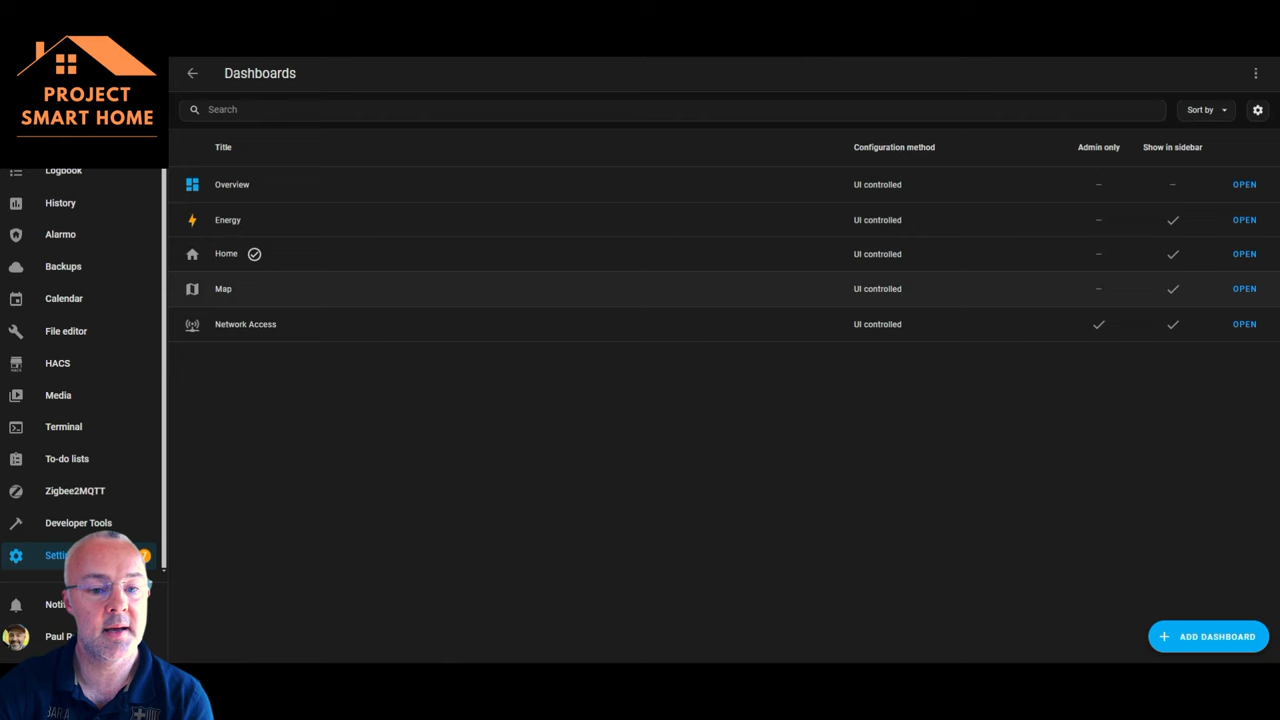 PROJECT
SMART HOME
Dashboards
Search
Sort by
Title
Configuration method
Admin only
Show in sidebar
Overview
UI controlled
OPEN
Energy
UI controlled
OPEN
Home
UI controlled
OPEN
Map
UI controlled
OPEN
Network Access
UI controlled
OPEN
Logbook
History
Alarmo
Backups
Calendar
File editor
HACS
Media
Terminal
To-do lists
Zigbee2MQTT
Developer Tools
Paul P
ADD DASHBOARD